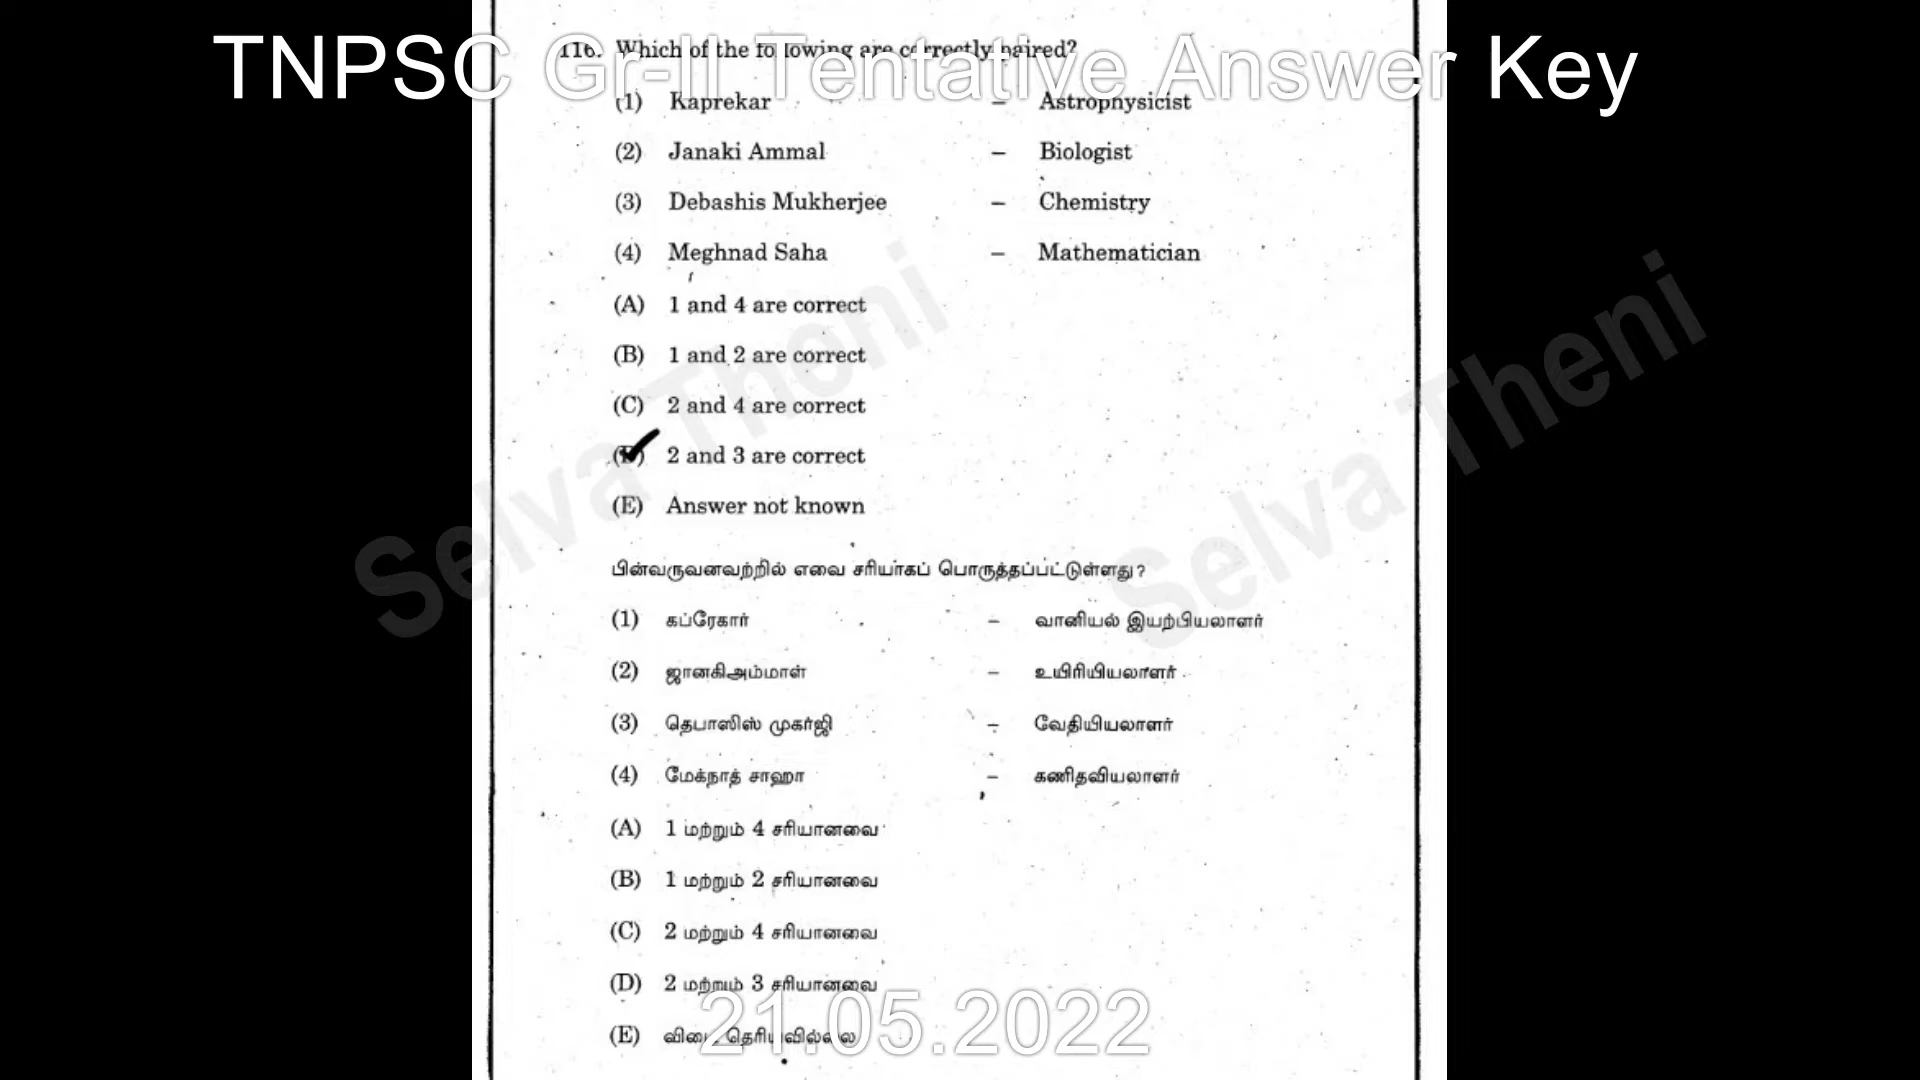 TNPSC Gr-II Tentative Answer Key
116. Which of the following are correctly paired?
(1) Kaprekar – Astrophysicist
(2) Janaki Ammal – Biologist
(3) Debashis Mukherjee – Chemistry
(4) Meghnad Saha – Mathematician
(A) 1 and 4 are correct
(B) 1 and 2 are correct
(C) 2 and 4 are correct
(D) 2 and 3 are correct
(E) Answer not known
பின்வருவனவற்றில் எவை சரியாகப் பொருத்தப்பட்டுள்ளது?
(1) கப்ரேகார் – வானியல் இயற்பியலாளர்
(2) ஜானகிஅம்மாள் – உயிரியியலாளர்
(3) தெபாஸிஸ் முகர்ஜி – வேதியியலாளர்
(4) மேக்நாத் சாஹா – கணிதவியலாளர்
(A) 1 மற்றும் 4 சரியானவை
(B) 1 மற்றும் 2 சரியானவை
(C) 2 மற்றும் 4 சரியானவை
(D) 2 மற்றும் 3 சரியானவை
(E) விடை தெரியவில்லை
21.05.2022
Selva Theni
Selva Theni